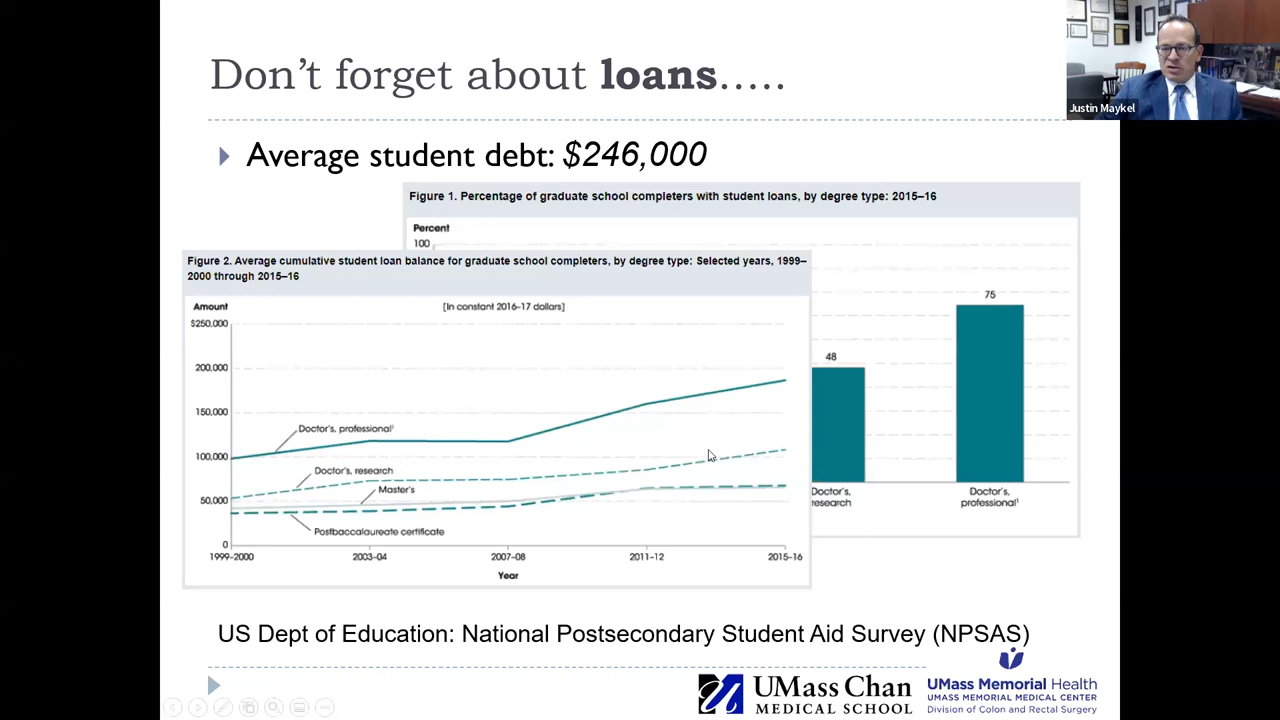 Don't forget about loans.....
Justin Maykel
Average student debt: $246,000
Figure 1. Percentage of graduate school completers with student loans, by degree type: 2015–16
Percent
100
48
75
Doctor's,
research
Doctor's,
professional¹
Figure 2. Average cumulative student loan balance for graduate school completers, by degree type: Selected years, 1999–
2000 through 2015–16
Amount
[In constant 2016–17 dollars]
$250,000
200,000
150,000
100,000
50,000
0
Doctor's, professional¹
Doctor's, research
Master's
Postbaccalaureate certificate
1999–2000
2003–04
2007–08
2011–12
2015–16
Year
US Dept of Education: National Postsecondary Student Aid Survey (NPSAS)
UMass Chan
MEDICAL SCHOOL
UMass Memorial Health
UMASS MEMORIAL MEDICAL CENTER
Division of Colon and Rectal Surgery